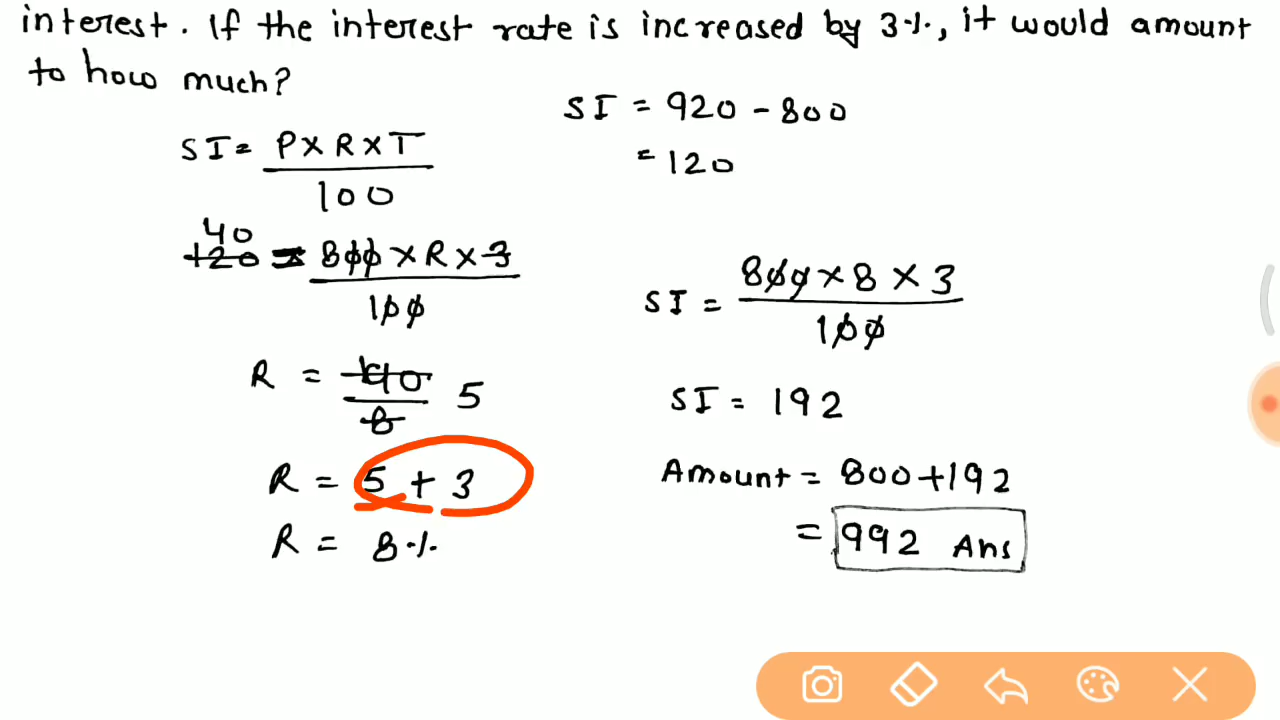 interest. If the interest rate is increased by 3%, it would amount
to how much?
SI = P × R × T / 100
120 = 800 × R × 3 / 100
40
R = 40 / 8 5
R = 5 + 3
R = 8%
SI = 920 - 800
= 120
SI = 800 × 8 × 3 / 100
SI = 192
Amount = 800 + 192
= 992 Ans